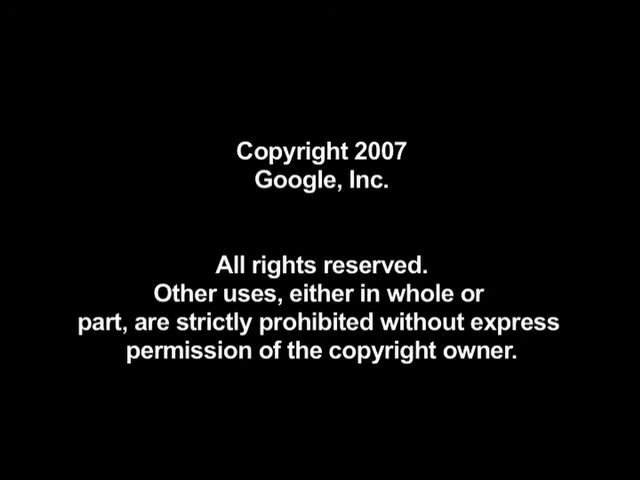 Copyright 2007
Google, Inc.
All rights reserved.
Other uses, either in whole or
part, are strictly prohibited without express
permission of the copyright owner.